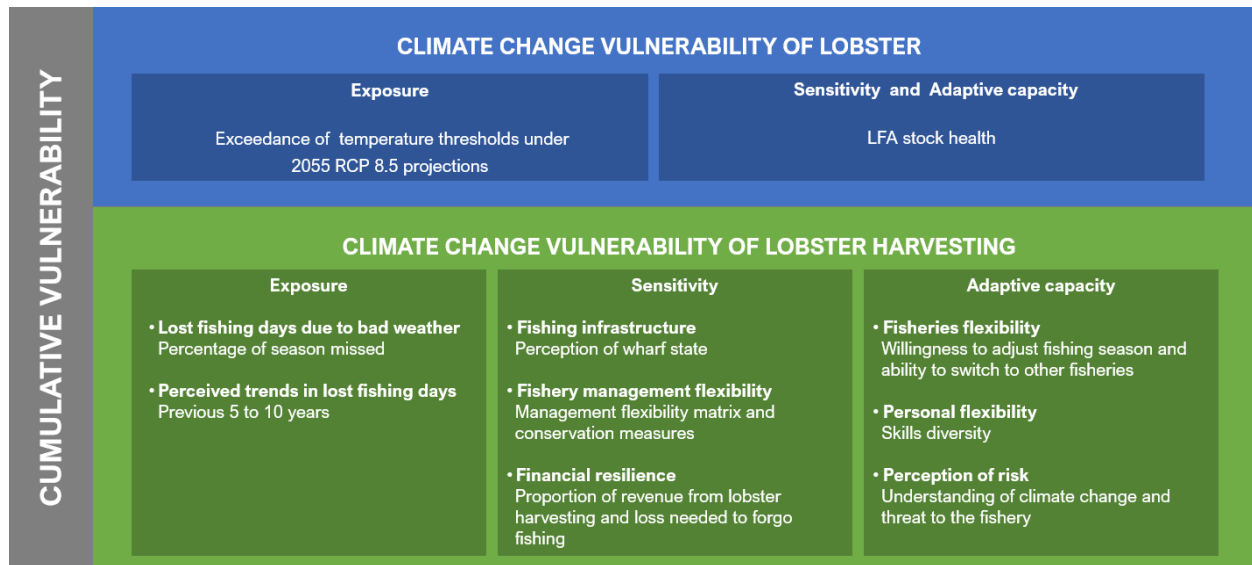 CUMULATIVE VULNERABILITY
CLIMATE CHANGE VULNERABILITY OF LOBSTER
Exposure
Exceedance of temperature thresholds under
2055 RCP 8.5 projections
Sensitivity and Adaptive capacity
LFA stock health
CLIMATE CHANGE VULNERABILITY OF LOBSTER HARVESTING
Exposure
• Lost fishing days due to bad weather
Percentage of season missed
• Perceived trends in lost fishing days
Previous 5 to 10 years
Sensitivity
• Fishing infrastructure
Perception of wharf state
• Fishery management flexibility
Management flexibility matrix and
conservation measures
• Financial resilience
Proportion of revenue from lobster
harvesting and loss needed to forgo
fishing
Adaptive capacity
• Fisheries flexibility
Willingness to adjust fishing season and
ability to switch to other fisheries
• Personal flexibility
Skills diversity
• Perception of risk
Understanding of climate change and
threat to the fishery